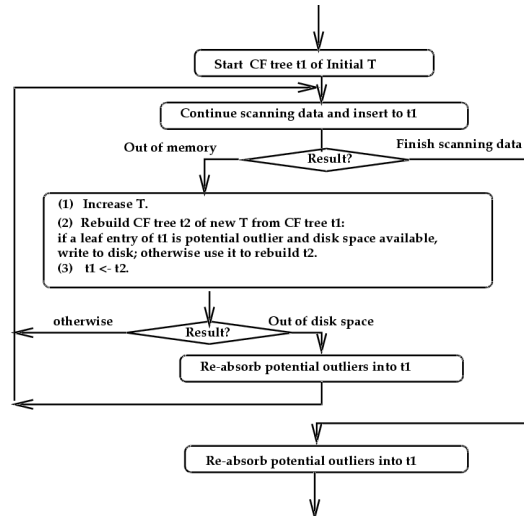 Start CF tree t1 of Initial T
Continue scanning data and insert to t1
Out of memory
Result?
Finish scanning data
(1) Increase T.
(2) Rebuild CF tree t2 of new T from CF tree t1:
if a leaf entry of t1 is potential outlier and disk space available,
write to disk; otherwise use it to rebuild t2.
(3) t1 <- t2.
otherwise
Result?
Out of disk space
Re-absorb potential outliers into t1
Re-absorb potential outliers into t1